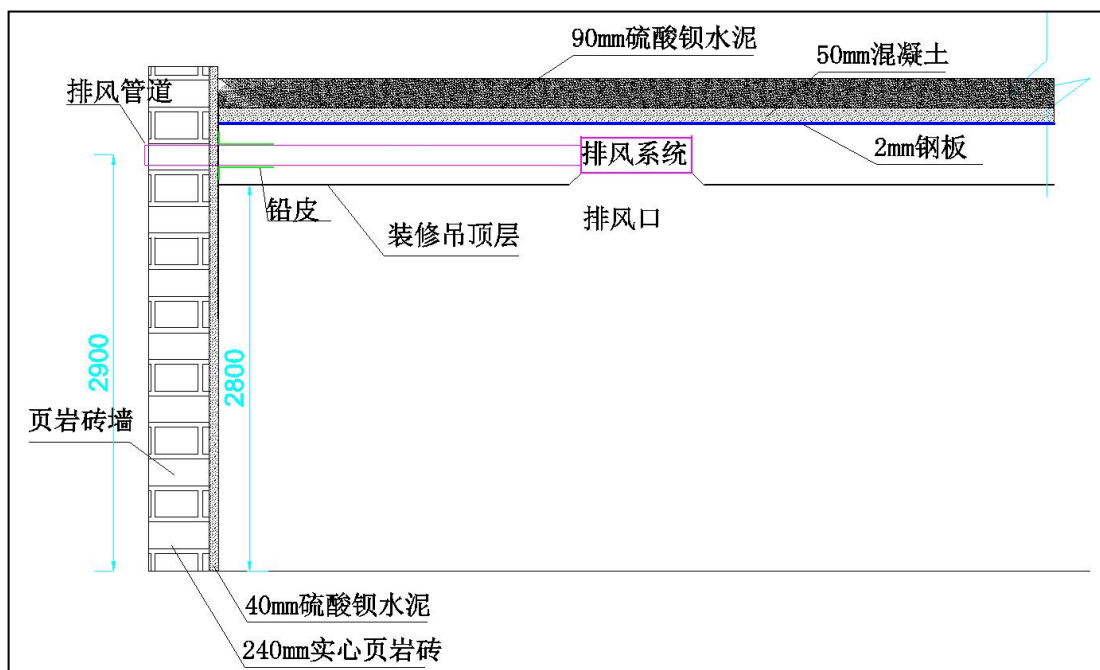 90mm硫酸钡水泥
50mm混凝土
排风管道
2mm钢板
排风系统
铅皮
排风口
装修吊顶层
2900
2800
页岩砖墙
40mm硫酸钡水泥
240mm实心页岩砖